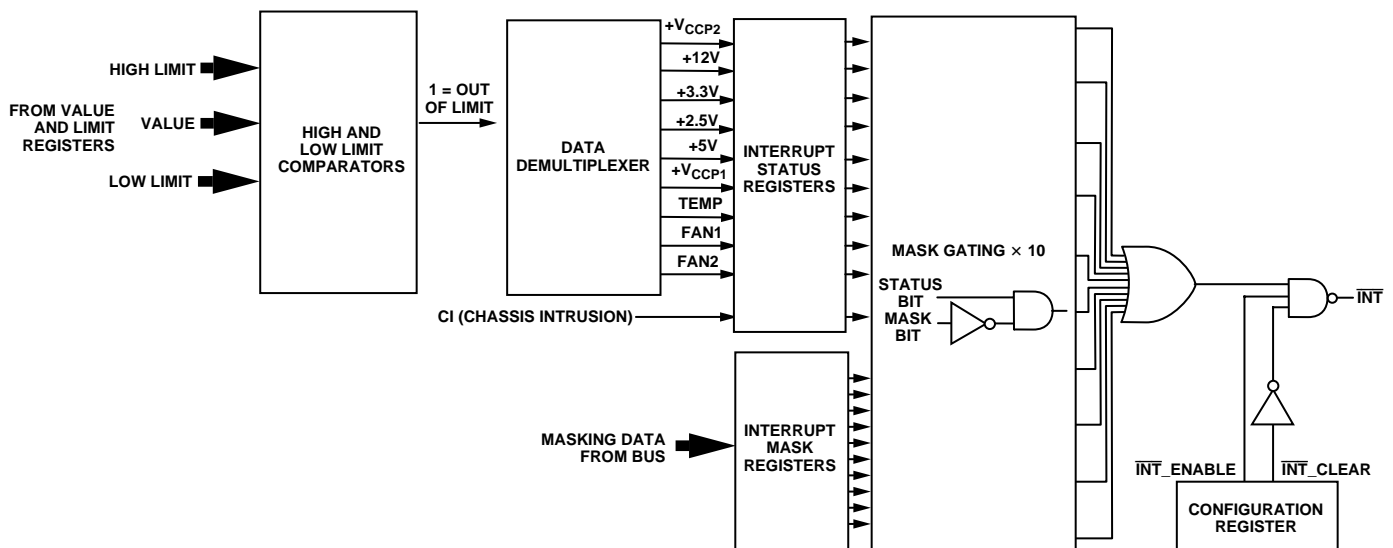 HIGH LIMIT
FROM VALUE
AND LIMIT
REGISTERS
VALUE
LOW LIMIT
HIGH AND
LOW LIMIT
COMPARATORS
1 = OUT
OF LIMIT
DATA
DEMULTIPLEXER
+VCCP2
+12V
+3.3V
+2.5V
+5V
+VCCP1
TEMP
FAN1
FAN2
CI (CHASSIS INTRUSION)
INTERRUPT
STATUS
REGISTERS
MASKING DATA
FROM BUS
INTERRUPT
MASK
REGISTERS
MASK GATING × 10
STATUS
BIT
MASK
BIT
INT
INT_ENABLE
INT_CLEAR
CONFIGURATION
REGISTER